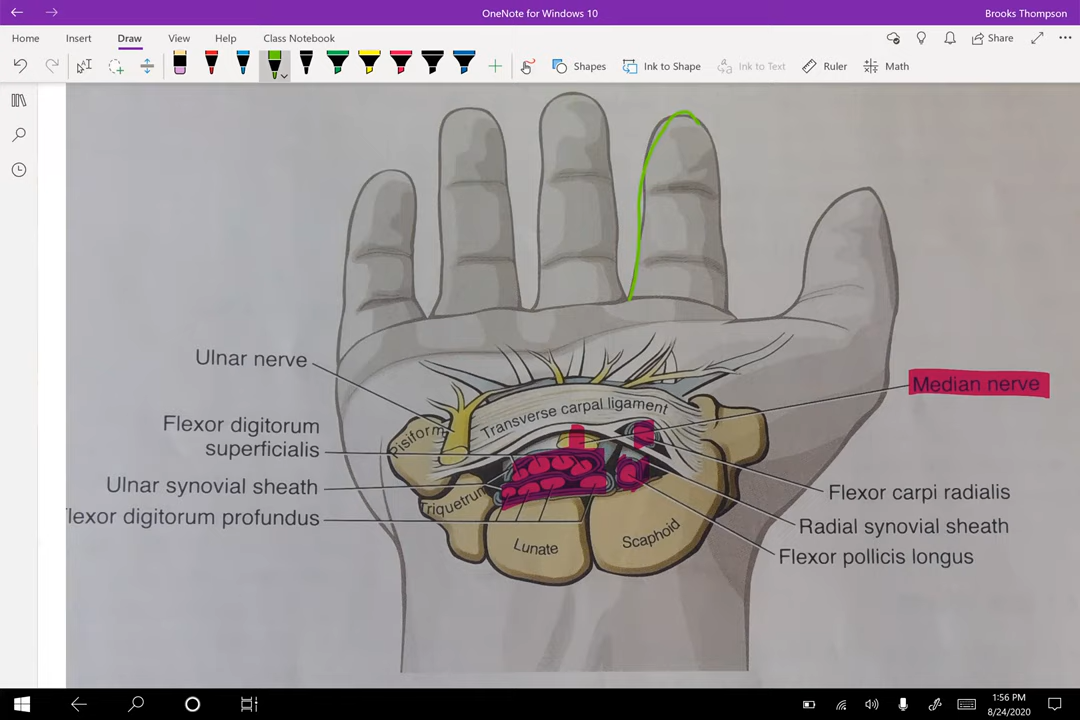 OneNote for Windows 10
Brooks Thompson
Home Insert Draw View Help Class Notebook
Share
Shapes Ink to Shape Ink to Text Ruler Math
Ulnar nerve
Median nerve
Transverse carpal ligament
Flexor digitorum
superficialis
Pisiform
Ulnar synovial sheath
Triquetrum
lexor digitorum profundus
Lunate
Scaphoid
Flexor carpi radialis
Radial synovial sheath
Flexor pollicis longus
1:56 PM
8/24/2020